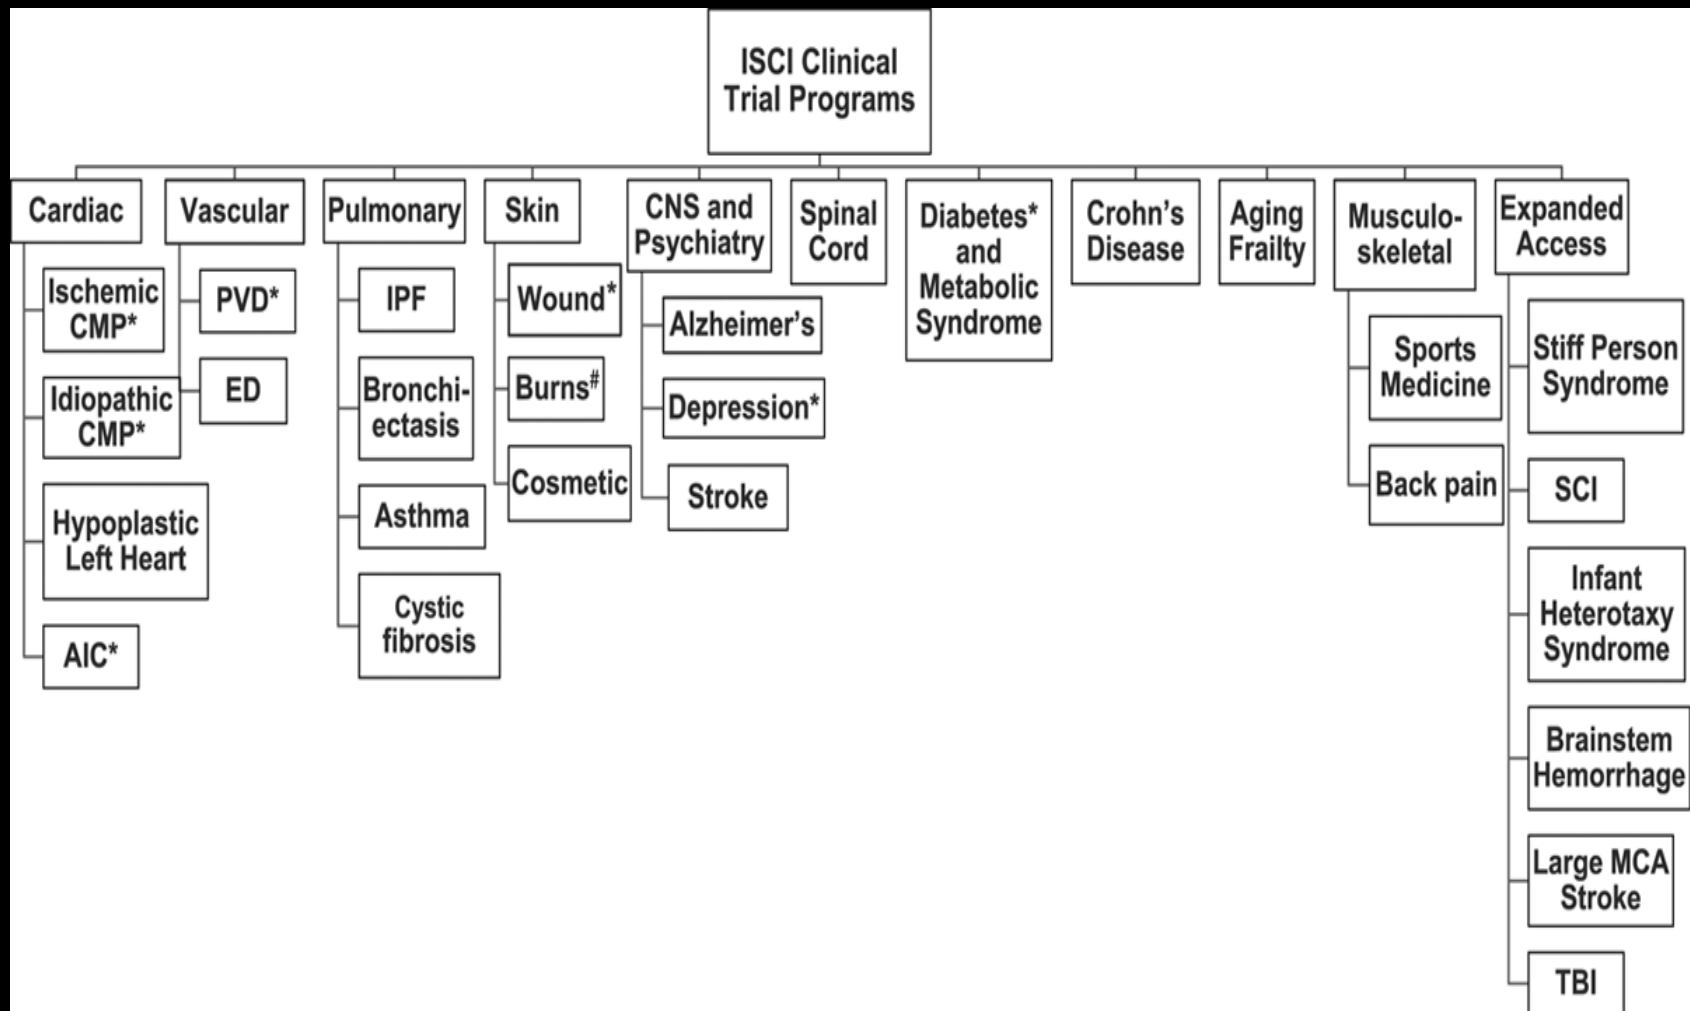 ISCI Clinical
Trial Programs
Cardiac
Ischemic
CMP*
Idiopathic
CMP*
Hypoplastic
Left Heart
AIC*
Vascular
PVD*
ED
Pulmonary
IPF
Bronchi-
ectasis
Asthma
Cystic
fibrosis
Skin
Wound*
Burns#
Cosmetic
CNS and
Psychiatry
Alzheimer’s
Depression*
Stroke
Spinal
Cord
Diabetes*
and
Metabolic
Syndrome
Crohn’s
Disease
Aging
Frailty
Musculo-
skeletal
Sports
Medicine
Back pain
Expanded
Access
Stiff Person
Syndrome
SCI
Infant
Heterotaxy
Syndrome
Brainstem
Hemorrhage
Large MCA
Stroke
TBI